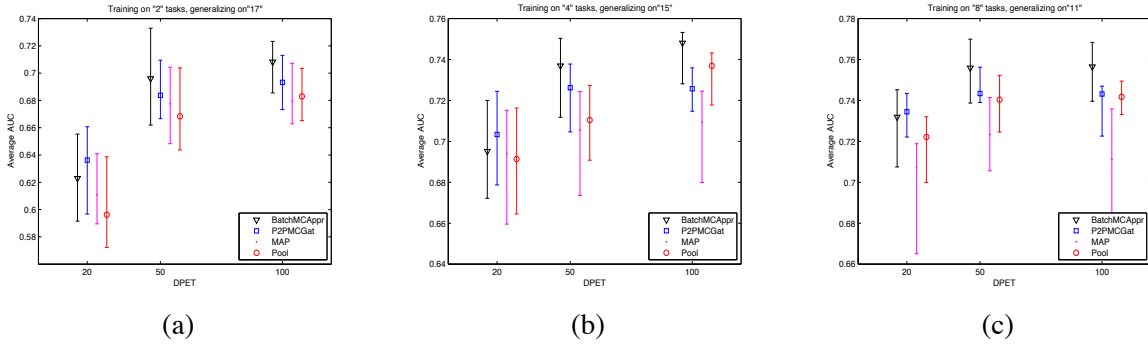 Training on "2" tasks, generalizing on"17"
0.74
0.72
0.7
0.68
0.66
0.64
0.62
0.6
0.58
Average AUC
20
50
100
DPET
BatchMCAppr
P2PMCGat
MAP
Pool
(a)
Training on "4" tasks, generalizing on"15"
0.76
0.74
0.72
0.7
0.68
0.66
0.64
Average AUC
20
50
100
DPET
BatchMCAppr
P2PMCGat
MAP
Pool
(b)
Training on "8" tasks, generalizing on"11"
0.78
0.76
0.74
0.72
0.7
0.68
0.66
Average AUC
20
50
100
DPET
BatchMCAppr
P2PMCGat
MAP
Pool
(c)